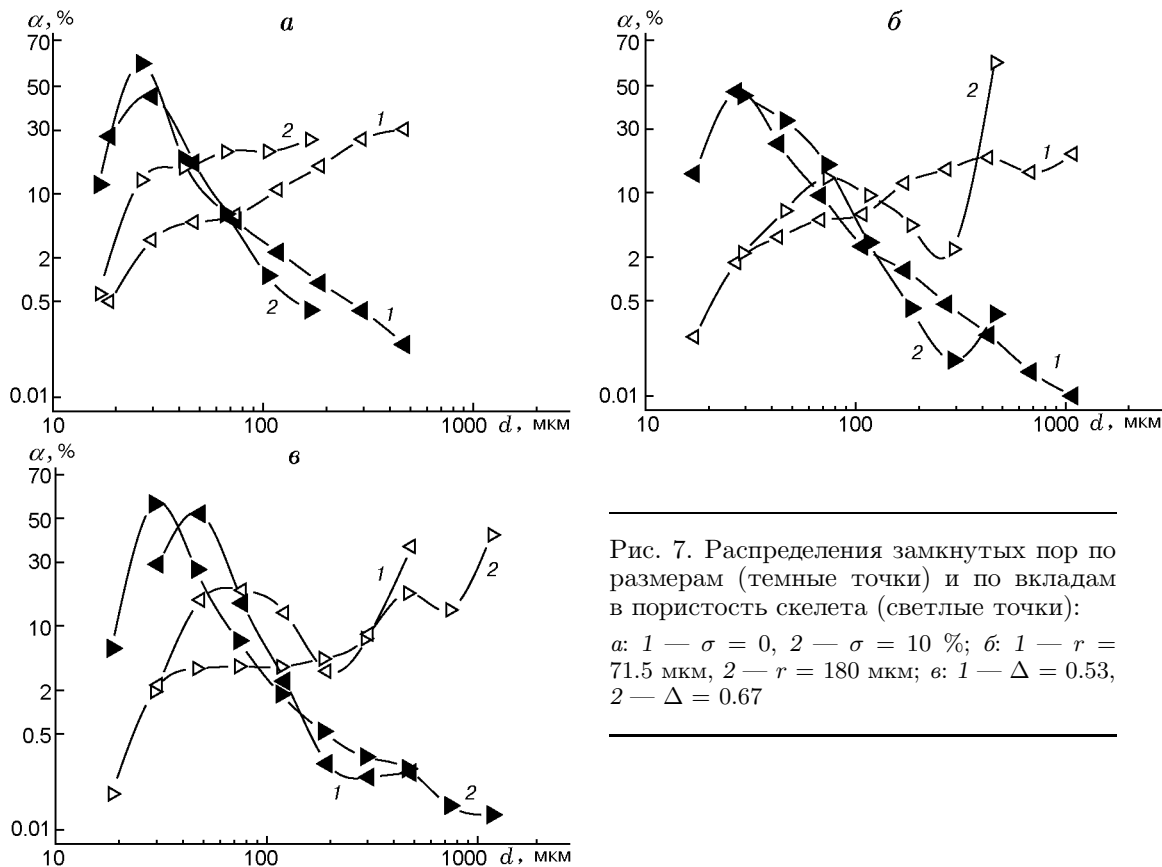 α, %
а
70
50
30
10
2
0.5
0.01
2
1
2
1
10
100
1000
d, мкм
α, %
б
70
50
30
10
2
0.5
0.01
2
1
2
1
10
100
1000
d, мкм
α, %
в
70
50
30
10
2
0.5
0.01
1
2
1
2
10
100
1000
d, мкм
Рис. 7. Распределения замкнутых пор по
размерам (темные точки) и по вкладам
в пористость скелета (светлые точки):
а: 1 — σ = 0, 2 — σ = 10 %; б: 1 — r =
71.5 мкм, 2 — r = 180 мкм; в: 1 — Δ = 0.53,
2 — Δ = 0.67